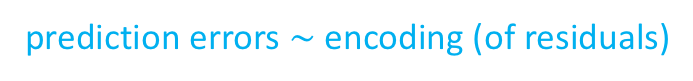 prediction errors ~ encoding (of residuals)